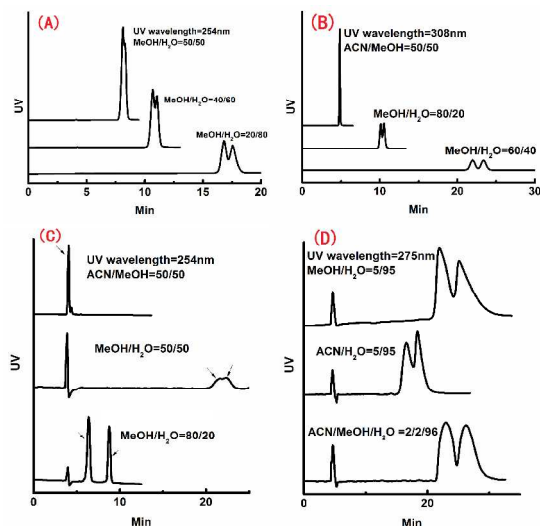 (A)
UV wavelength=254nm
MeOH/H₂O=50/50
MeOH/H₂O=40/60
MeOH/H₂O=20/80
UV
0 5 10 15 20
Min
(B)
UV wavelength=308nm
ACN/MeOH=50/50
MeOH/H₂O=80/20
MeOH/H₂O=60/40
UV
0 10 20 30
Min
(C)
UV wavelength=254nm
ACN/MeOH=50/50
MeOH/H₂O=50/50
MeOH/H₂O=80/20
UV
0 10 20
Min
(D)
UV wavelength=275nm
MeOH/H₂O=5/95
ACN/H₂O=5/95
ACN/MeOH/H₂O =2/2/96
UV
0 20
Min